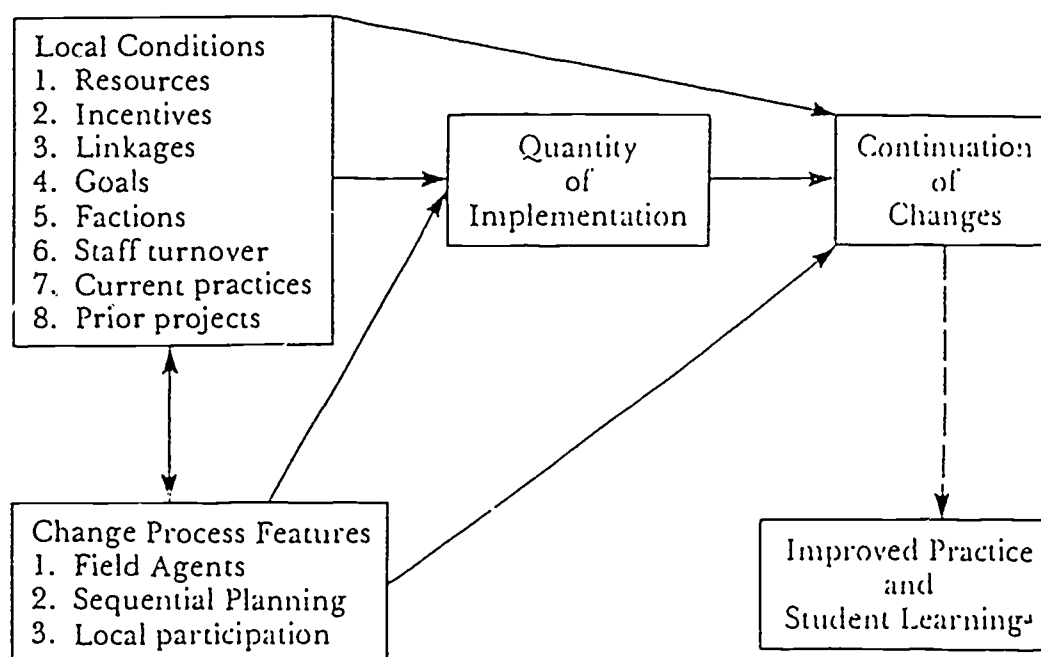 Local Conditions
1. Resources
2. Incentives
3. Linkages
4. Goals
5. Factions
6. Staff turnover
7. Current practices
8. Prior projects
Quantity
of
Implementation
Continuation
of
Changes
Change Process Features
1. Field Agents
2. Sequential Planning
3. Local participation
Improved Practice
and
Student Learning